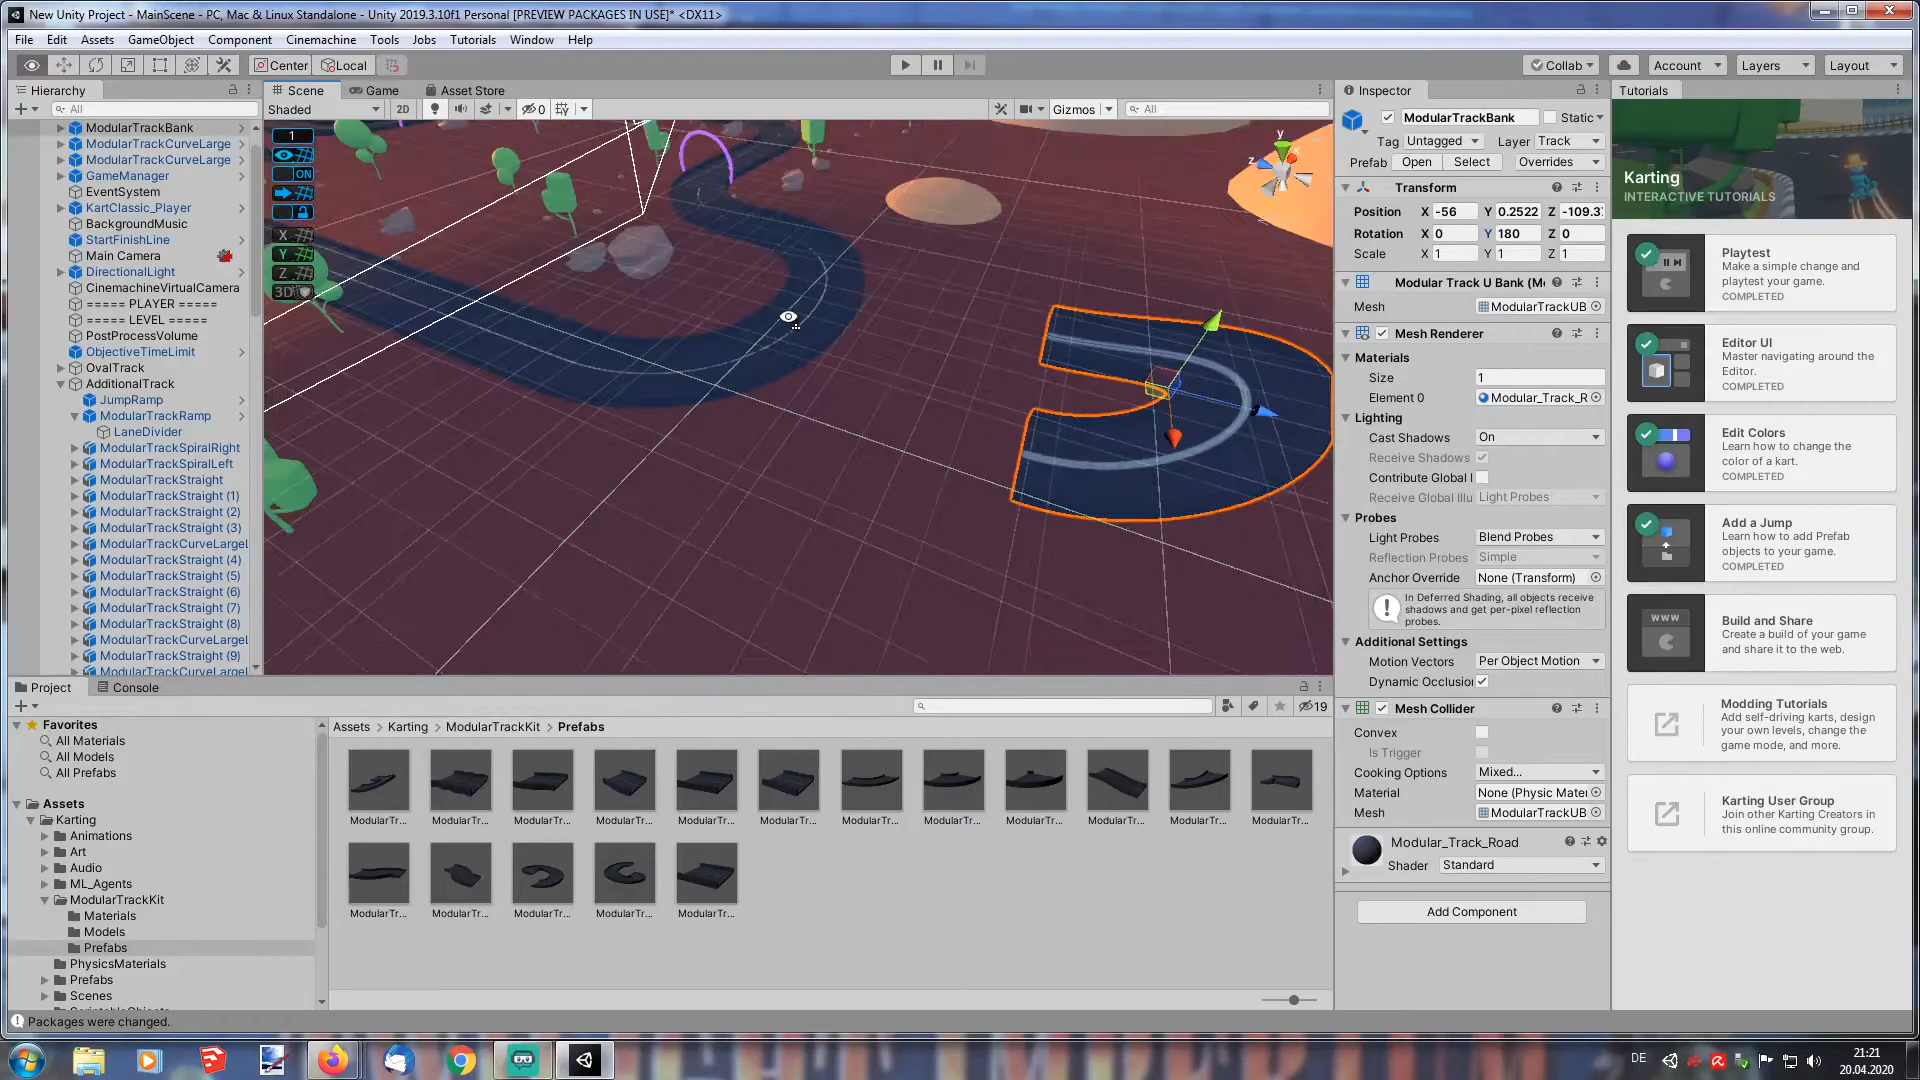 New Unity Project - MainScene - PC, Mac & Linux Standalone - Unity 2019.3.10f1 Personal [PREVIEW PACKAGES IN USE]* <DX11>
File Edit Assets GameObject Component Cinemachine Tools Jobs Tutorials Window Help
Center Local Collab Account Layers Layout
Hierarchy
All
ModularTrackBank
ModularTrackCurveLarge
ModularTrackCurveLarge
GameManager
EventSystem
KartClassic_Player
BackgroundMusic
StartFinishLine
Main Camera
DirectionalLight
CinemachineVirtualCamera
===== PLAYER =====
===== LEVEL =====
PostProcessVolume
ObjectiveTimeLimit
OvalTrack
AdditionalTrack
JumpRamp
ModularTrackRamp
LaneDivider
ModularTrackSpiralRight
ModularTrackSpiralLeft
ModularTrackStraight
ModularTrackStraight (1)
ModularTrackStraight (2)
ModularTrackStraight (3)
ModularTrackCurveLargeL
ModularTrackStraight (4)
ModularTrackStraight (5)
ModularTrackStraight (6)
ModularTrackStraight (7)
ModularTrackStraight (8)
ModularTrackCurveLargeL
ModularTrackStraight (9)
ModularTrackCurveLargeL
Scene Game Asset Store
Shaded 2D 0 Gizmos All
1
ON
X
Y
Z
3D
y
x
z
Inspector
ModularTrackBank Static
Tag Untagged Layer Track
Prefab Open Select Overrides
Transform
Position X -56 Y 0.2522 Z -109.3
Rotation X 0 Y 180 Z 0
Scale X 1 Y 1 Z 1
Modular Track U Bank (M
Mesh ModularTrackUB
Mesh Renderer
Materials
Size 1
Element 0 Modular_Track_R
Lighting
Cast Shadows On
Receive Shadows
Contribute Global I
Receive Global Illu Light Probes
Probes
Light Probes Blend Probes
Reflection Probes Simple
Anchor Override None (Transform)
In Deferred Shading, all objects receive
shadows and get per-pixel reflection
probes.
Additional Settings
Motion Vectors Per Object Motion
Dynamic Occlusio
Mesh Collider
Convex
Is Trigger
Cooking Options Mixed...
Material None (Physic Mater
Mesh ModularTrackUB
Modular_Track_Road
Shader Standard
Add Component
Tutorials
Karting
INTERACTIVE TUTORIALS
Playtest
Make a simple change and
playtest your game.
COMPLETED
Editor UI
Master navigating around the
Editor.
COMPLETED
Edit Colors
Learn how to change the
color of a kart.
COMPLETED
Add a Jump
Learn how to add Prefab
objects to your game.
COMPLETED
WWW
Build and Share
Create a build of your game
and share it to the web.
Modding Tutorials
Add self-driving karts, design
your own levels, change the
game mode, and more.
Karting User Group
Join other Karting Creators in
this online community group.
Project Console
19
Favorites
All Materials
All Models
All Prefabs
Assets
Karting
Animations
Art
Audio
ML_Agents
ModularTrackKit
Materials
Models
Prefabs
PhysicsMaterials
Prefabs
Scenes
ScriptableObjects
Assets > Karting > ModularTrackKit > Prefabs
ModularTr... ModularTr... ModularTr... ModularTr... ModularTr... ModularTr... ModularTr... ModularTr... ModularTr... ModularTr... ModularTr... ModularTr...
ModularTr... ModularTr... ModularTr... ModularTr... ModularTr...
Packages were changed.
DE
21:21
20.04.2020